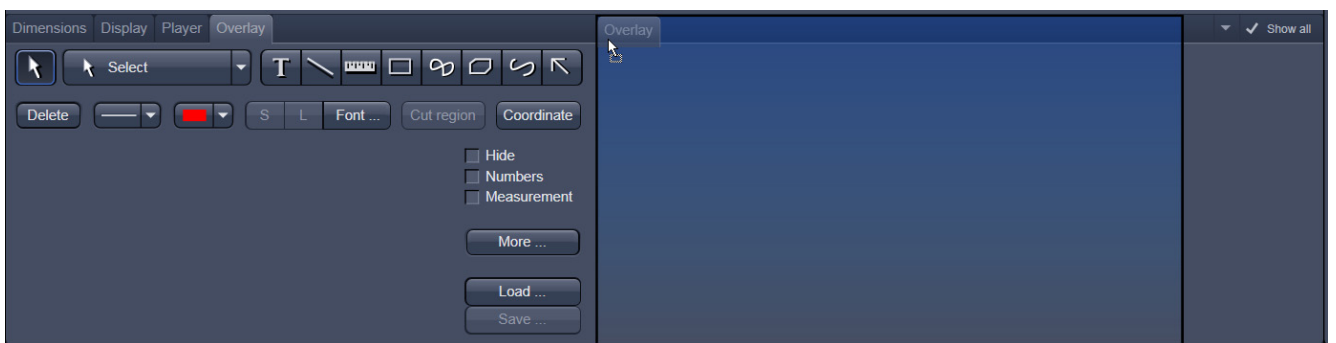 Dimensions Display Player Overlay
Overlay
Show all
Select
T
Delete
S L Font ... Cut region Coordinate
Hide
Numbers
Measurement
More ...
Load ...
Save ...